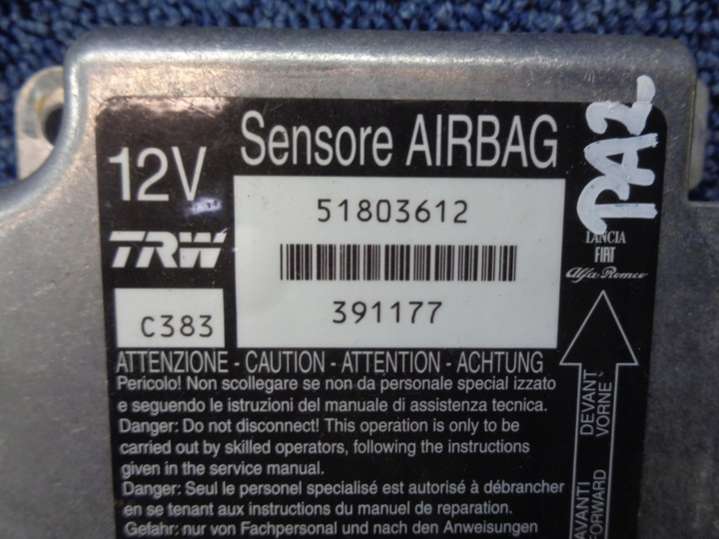 Sensore AIRBAG
12V
51803612
TRW
391177
C383
PA2
LANCIA
FIAT
Alfa Romeo
ATTENZIONE - CAUTION - ATTENTION - ACHTUNG
Pericolo! Non scollegare se non da personale special izzato
e seguendo le istruzioni del manuale di assistenza tecnica.
Danger: Do not disconnect! This operation is only to be
carried out by skilled operators, following the instructions
given in the service manual.
Danger: Seul le personel spécialisé est autorisé à débrancher
en se tenant aux instructions du manuel de reparation.
Gefahr: nur von Fachpersonal und nach den Anweisungen
AVANTI DEVANT
FORWARD VORNE